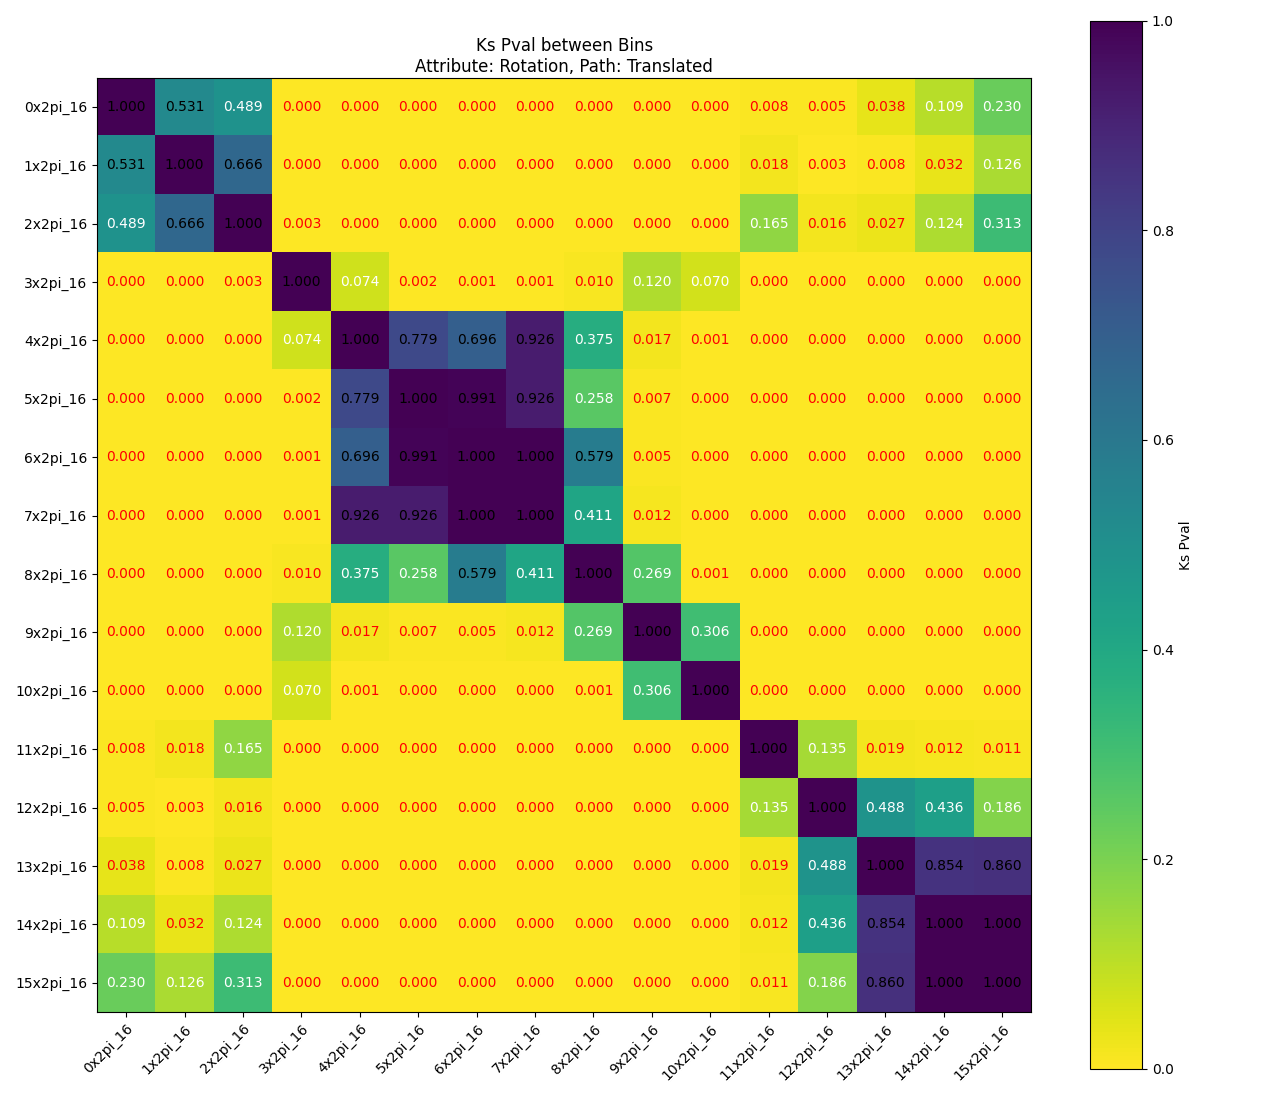 Ks Pval between Bins
Attribute: Rotation, Path: Translated
0x2pi_16 1.000 0.531 0.489 0.000 0.000 0.000 0.000 0.000 0.000 0.000 0.000 0.008 0.005 0.038 0.109 0.230
1x2pi_16 0.531 1.000 0.666 0.000 0.000 0.000 0.000 0.000 0.000 0.000 0.000 0.018 0.003 0.008 0.032 0.126
2x2pi_16 0.489 0.666 1.000 0.003 0.000 0.000 0.000 0.000 0.000 0.000 0.000 0.165 0.016 0.027 0.124 0.313
3x2pi_16 0.000 0.000 0.003 1.000 0.074 0.002 0.001 0.001 0.010 0.120 0.070 0.000 0.000 0.000 0.000 0.000
4x2pi_16 0.000 0.000 0.000 0.074 1.000 0.779 0.696 0.926 0.375 0.017 0.001 0.000 0.000 0.000 0.000 0.000
5x2pi_16 0.000 0.000 0.000 0.002 0.779 1.000 0.991 0.926 0.258 0.007 0.000 0.000 0.000 0.000 0.000 0.000
6x2pi_16 0.000 0.000 0.000 0.001 0.696 0.991 1.000 1.000 0.579 0.005 0.000 0.000 0.000 0.000 0.000 0.000
7x2pi_16 0.000 0.000 0.000 0.001 0.926 0.926 1.000 1.000 0.411 0.012 0.000 0.000 0.000 0.000 0.000 0.000
8x2pi_16 0.000 0.000 0.000 0.010 0.375 0.258 0.579 0.411 1.000 0.269 0.001 0.000 0.000 0.000 0.000 0.000
9x2pi_16 0.000 0.000 0.000 0.120 0.017 0.007 0.005 0.012 0.269 1.000 0.306 0.000 0.000 0.000 0.000 0.000
10x2pi_16 0.000 0.000 0.000 0.070 0.001 0.000 0.000 0.000 0.001 0.306 1.000 0.000 0.000 0.000 0.000 0.000
11x2pi_16 0.008 0.018 0.165 0.000 0.000 0.000 0.000 0.000 0.000 0.000 0.000 1.000 0.135 0.019 0.012 0.011
12x2pi_16 0.005 0.003 0.016 0.000 0.000 0.000 0.000 0.000 0.000 0.000 0.000 0.135 1.000 0.488 0.436 0.186
13x2pi_16 0.038 0.008 0.027 0.000 0.000 0.000 0.000 0.000 0.000 0.000 0.000 0.019 0.488 1.000 0.854 0.860
14x2pi_16 0.109 0.032 0.124 0.000 0.000 0.000 0.000 0.000 0.000 0.000 0.000 0.012 0.436 0.854 1.000 1.000
15x2pi_16 0.230 0.126 0.313 0.000 0.000 0.000 0.000 0.000 0.000 0.000 0.000 0.011 0.186 0.860 1.000 1.000
0x2pi_16 1x2pi_16 2x2pi_16 3x2pi_16 4x2pi_16 5x2pi_16 6x2pi_16 7x2pi_16 8x2pi_16 9x2pi_16 10x2pi_16 11x2pi_16 12x2pi_16 13x2pi_16 14x2pi_16 15x2pi_16
1.0
0.8
0.6
0.4
0.2
0.0
Ks Pval